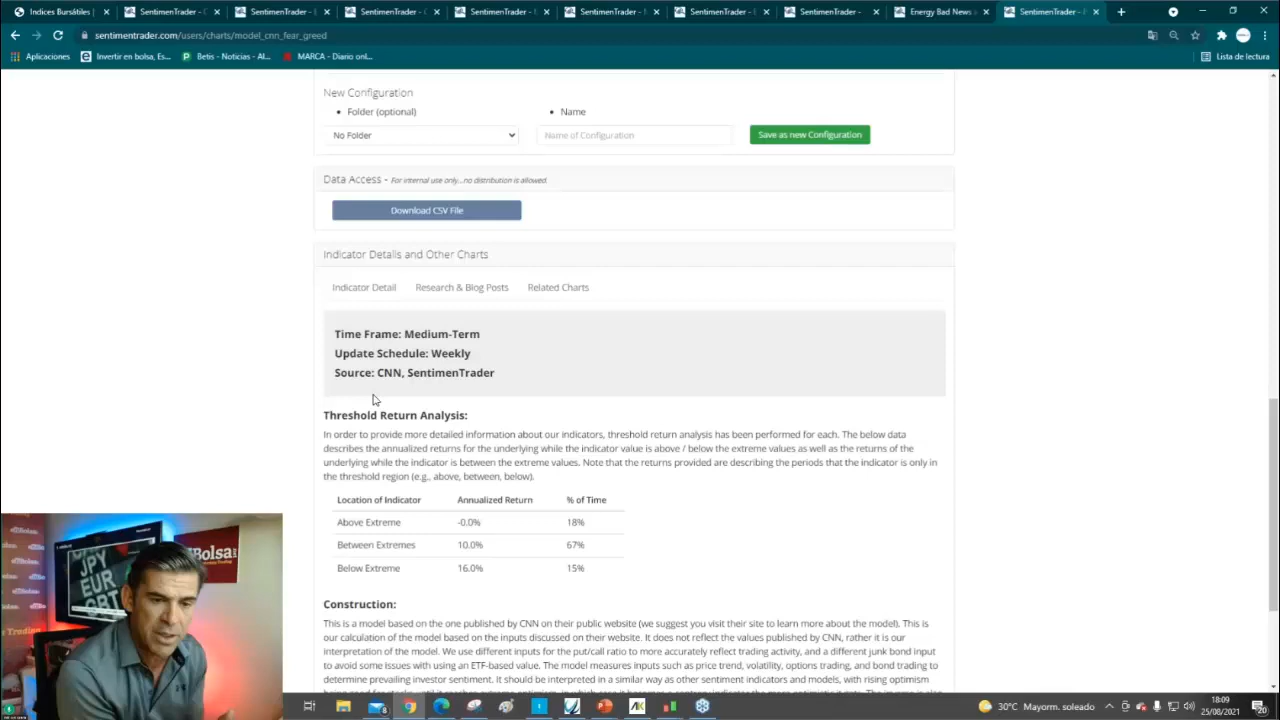 Indices Bursátiles
SentimenTrader - C
SentimenTrader - E
SentimenTrader - C
SentimenTrader - E
SentimenTrader - N
SentimenTrader - E
SentimenTrader -
Energy Bad News
SentimenTrader -
sentimentrader.com/users/charts/model_cnn_fear_greed
Aplicaciones
Invertir en bolsa, Es...
Betis - Noticias - Al...
MARCA - Diario onl...
Lista de lectura
New Configuration
• Folder (optional)
• Name
No Folder
Name of Configuration
Save as new Configuration
Data Access - For internal use only...no distribution is allowed.
Download CSV File
Indicator Details and Other Charts
Indicator Detail Research & Blog Posts Related Charts
Time Frame: Medium-Term
Update Schedule: Weekly
Source: CNN, SentimenTrader
Threshold Return Analysis:
In order to provide more detailed information about our indicators, threshold return analysis has been performed for each. The below data
describes the annualized returns for the underlying while the indicator value is above / below the extreme values as well as the returns of the
underlying while the indicator is between the extreme values. Note that the returns provided are describing the periods that the indicator is only in
the threshold region (e.g., above, between, below).
Location of Indicator Annualized Return % of Time
Above Extreme -0.0% 18%
Between Extremes 10.0% 67%
Below Extreme 16.0% 15%
Construction:
This is a model based on the one published by CNN on their public website (we suggest you visit their site to learn more about the model). This is
our calculation of the model based on the inputs discussed on their website. It does not reflect the values published by CNN, rather it is our
interpretation of the model. We use different inputs for the put/call ratio to more accurately reflect trading activity, and a different junk bond input
to avoid some issues with using an ETF-based value. The model measures inputs such as price trend, volatility, options trading, and bond trading to
determine prevailing investor sentiment. It should be interpreted in a similar way as other sentiment indicators and models, with rising optimism
JPY
EUR
GBP
Bolsa
Trading
30°C Mayorm. soleado
18:09
25/08/2021